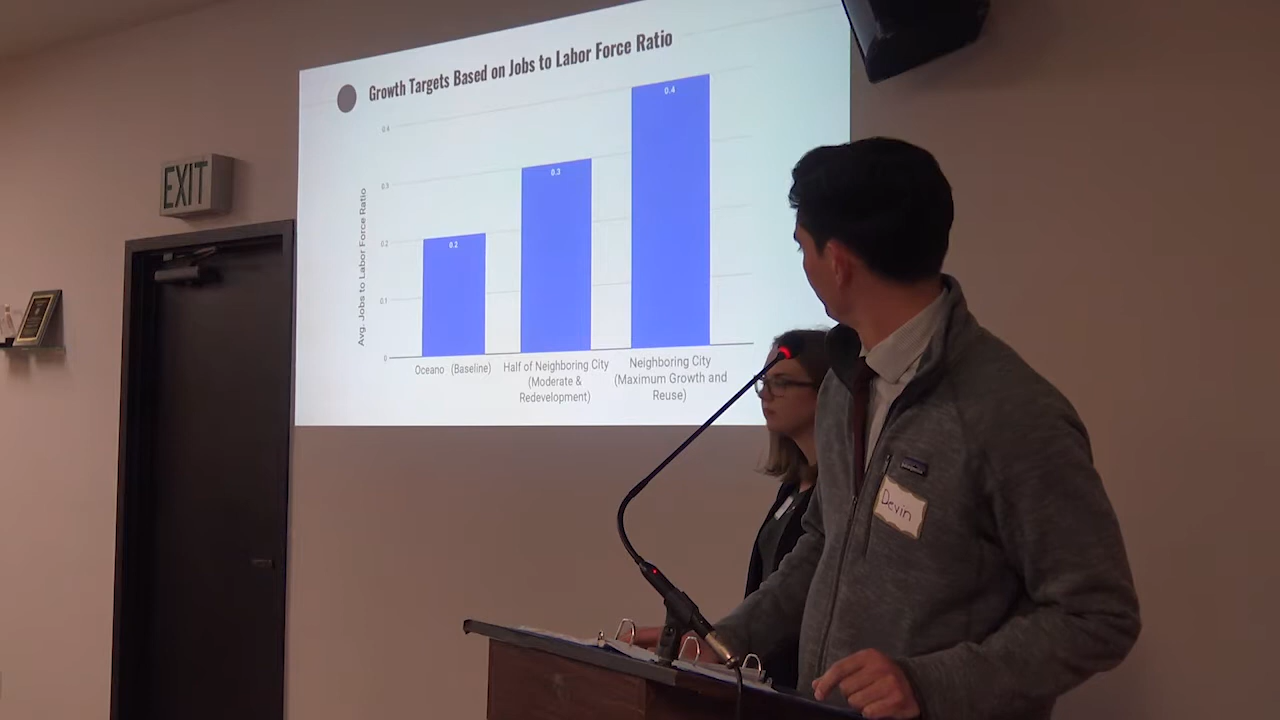 Growth Targets Based on Jobs to Labor Force Ratio
0.4
0.4
0.3
0.3
0.2
0.2
0.1
0
Avg. Jobs to Labor Force Ratio
Oceano (Baseline)
Half of Neighboring City
(Moderate &
Redevelopment)
Neighboring City
(Maximum Growth and
Reuse)
EXIT
Devin